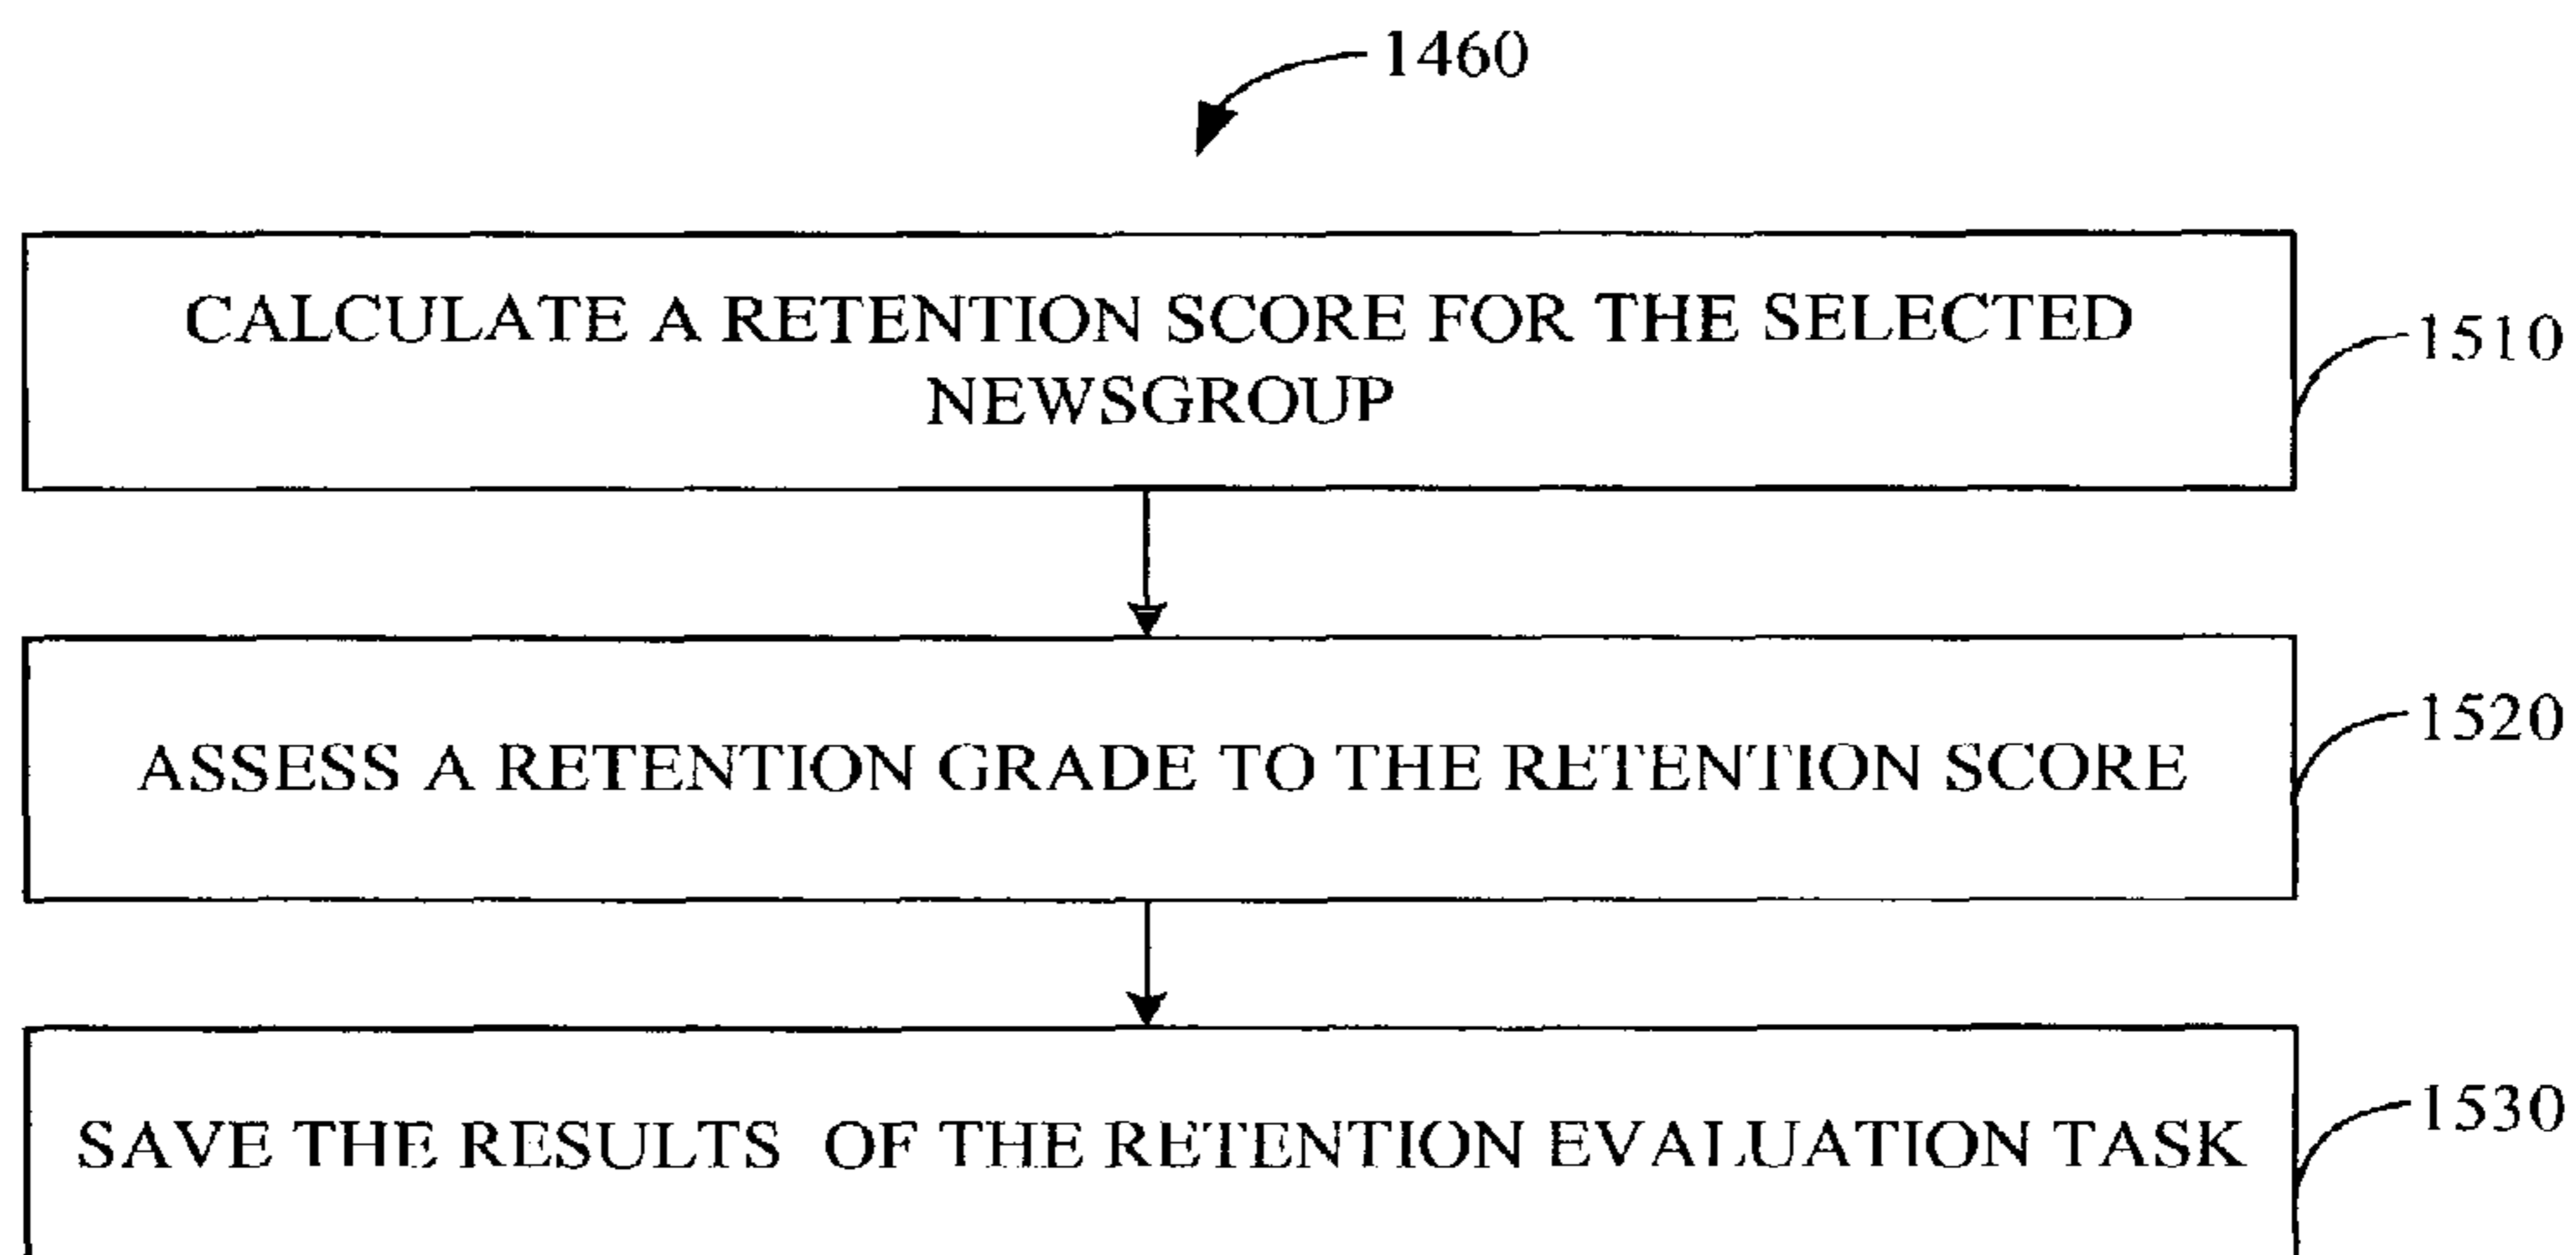 1460
CALCULATE A RETENTION SCORE FOR THE SELECTED
NEWSGROUP
1510
ASSESS A RETENTION GRADE TO THE RETENTION SCORE
1520
SAVE THE RESULTS OF THE RETENTION EVALUATION TASK
1530